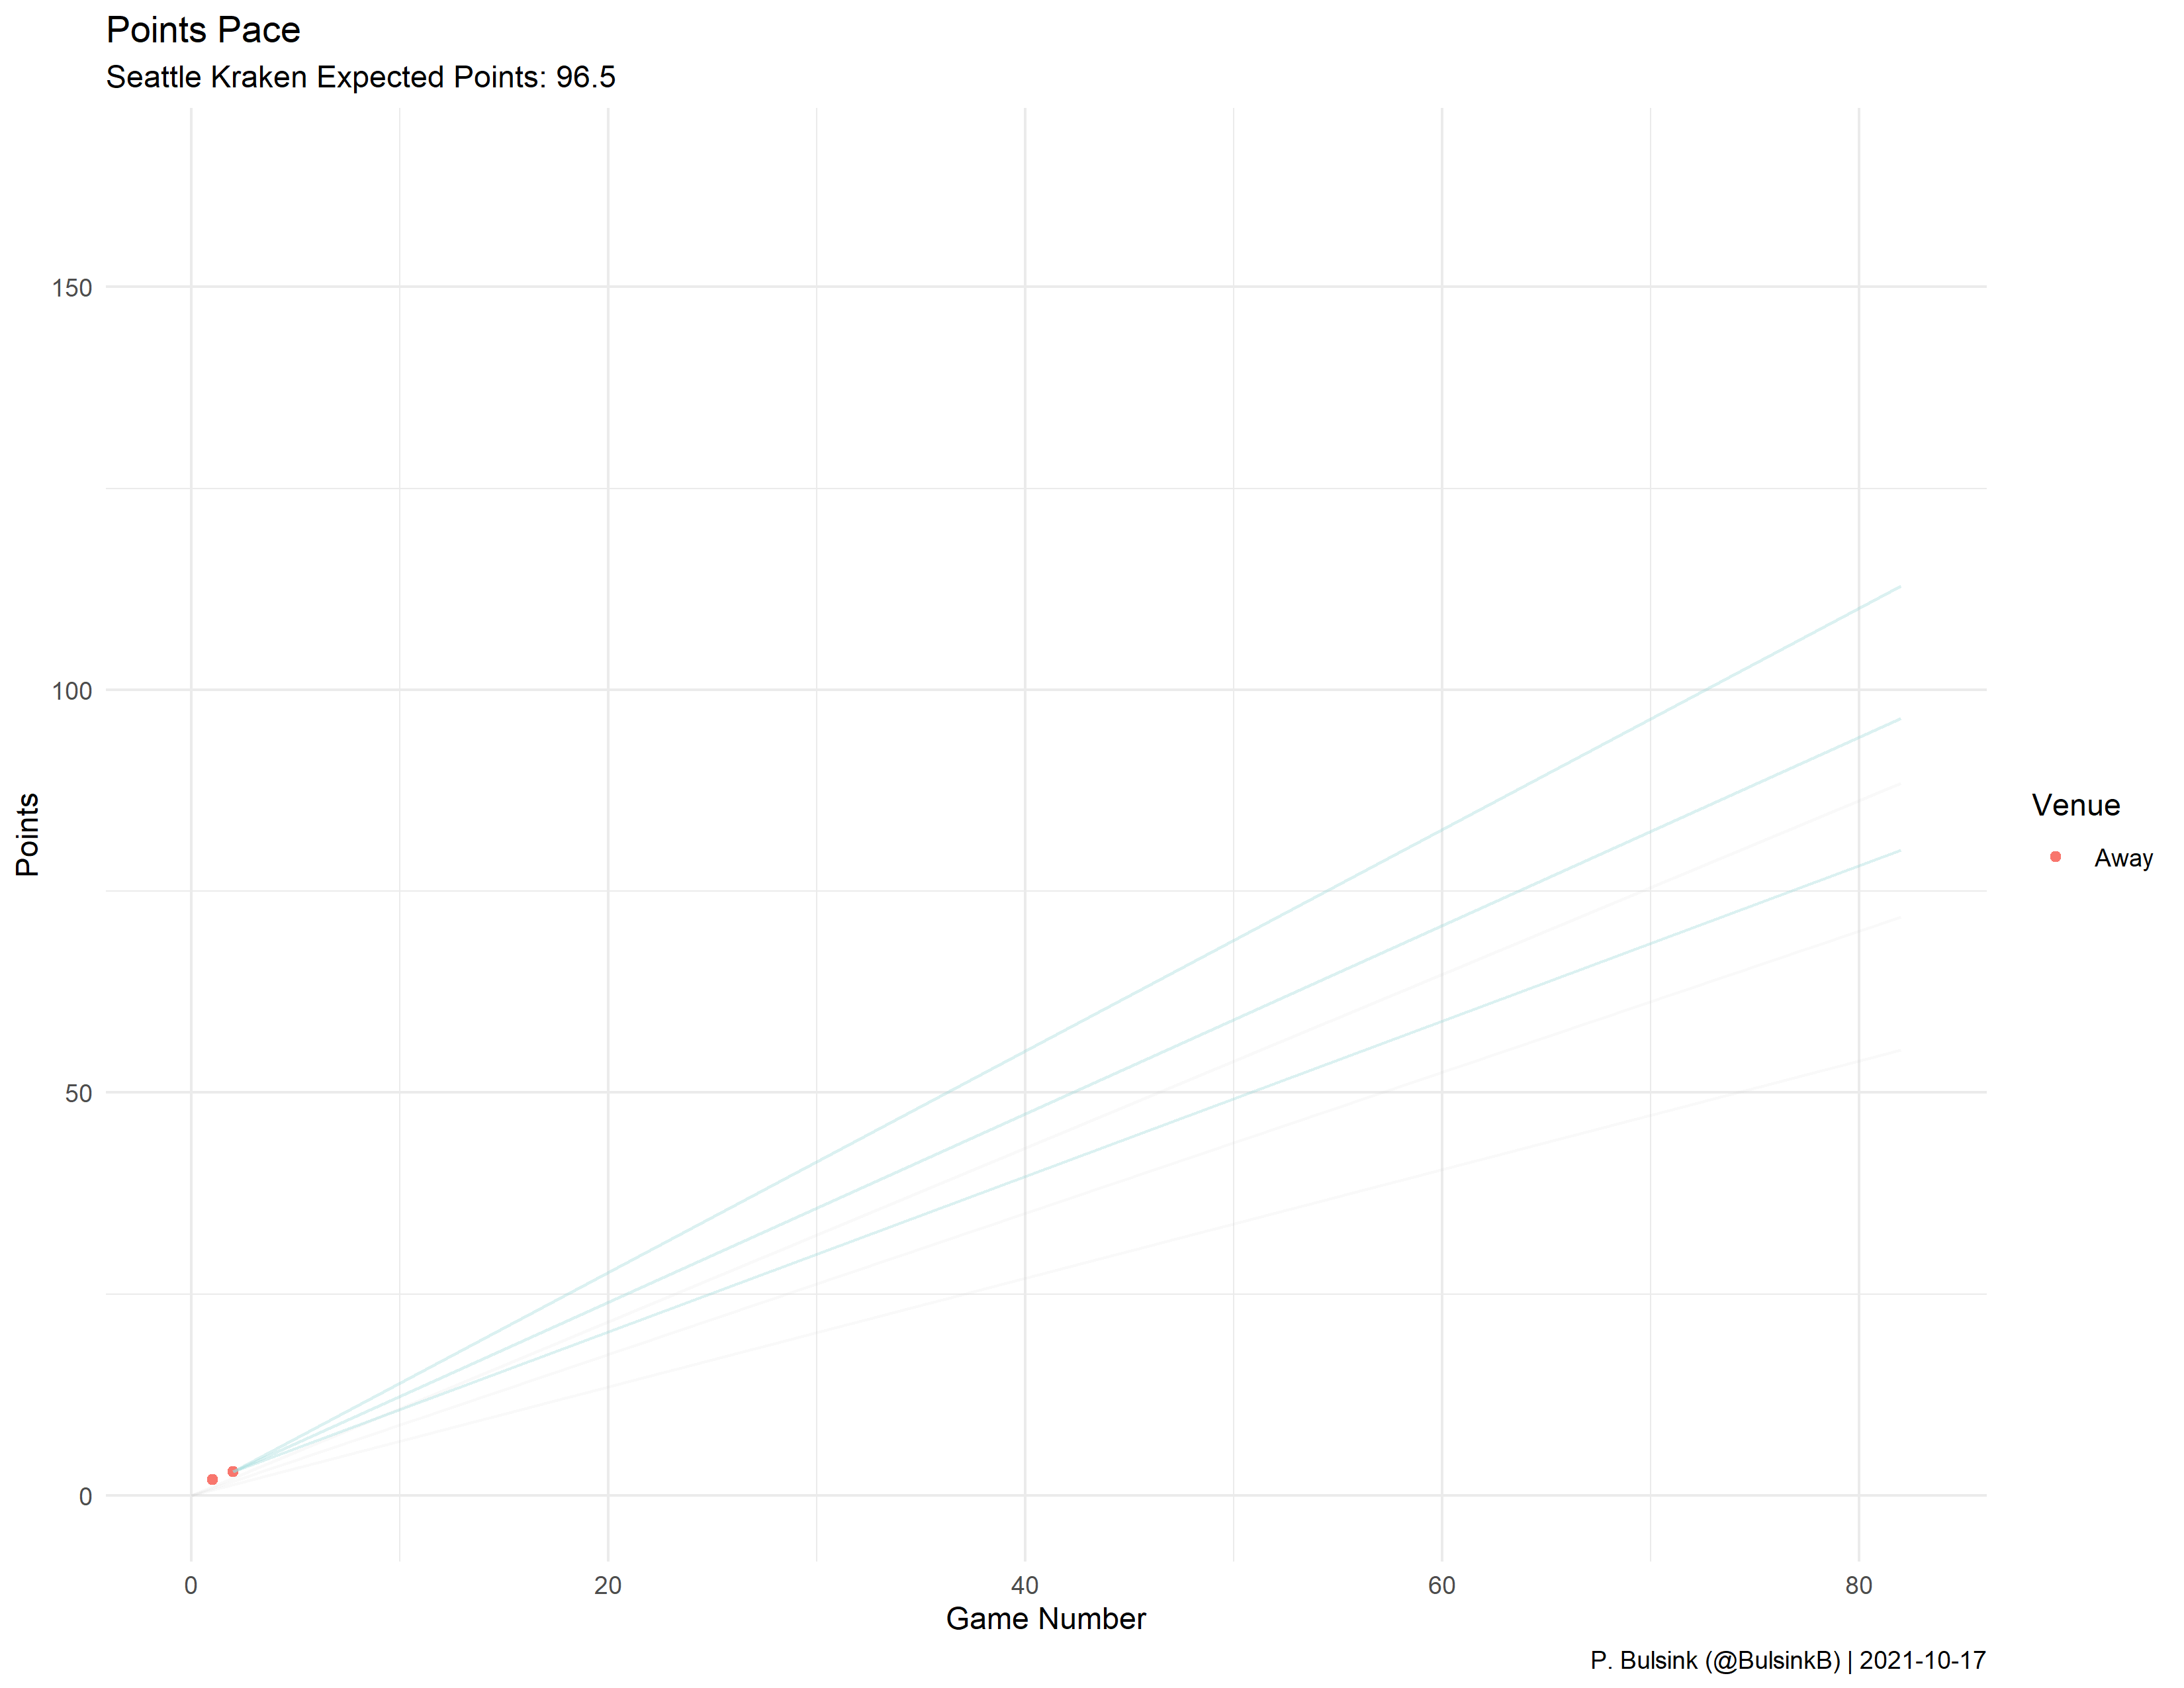 Points Pace
Seattle Kraken Expected Points: 96.5
150
100
50
0
Points
0 20 40 60 80
Game Number
Venue
Away
P. Bulsink (@BulsinkB) | 2021-10-17